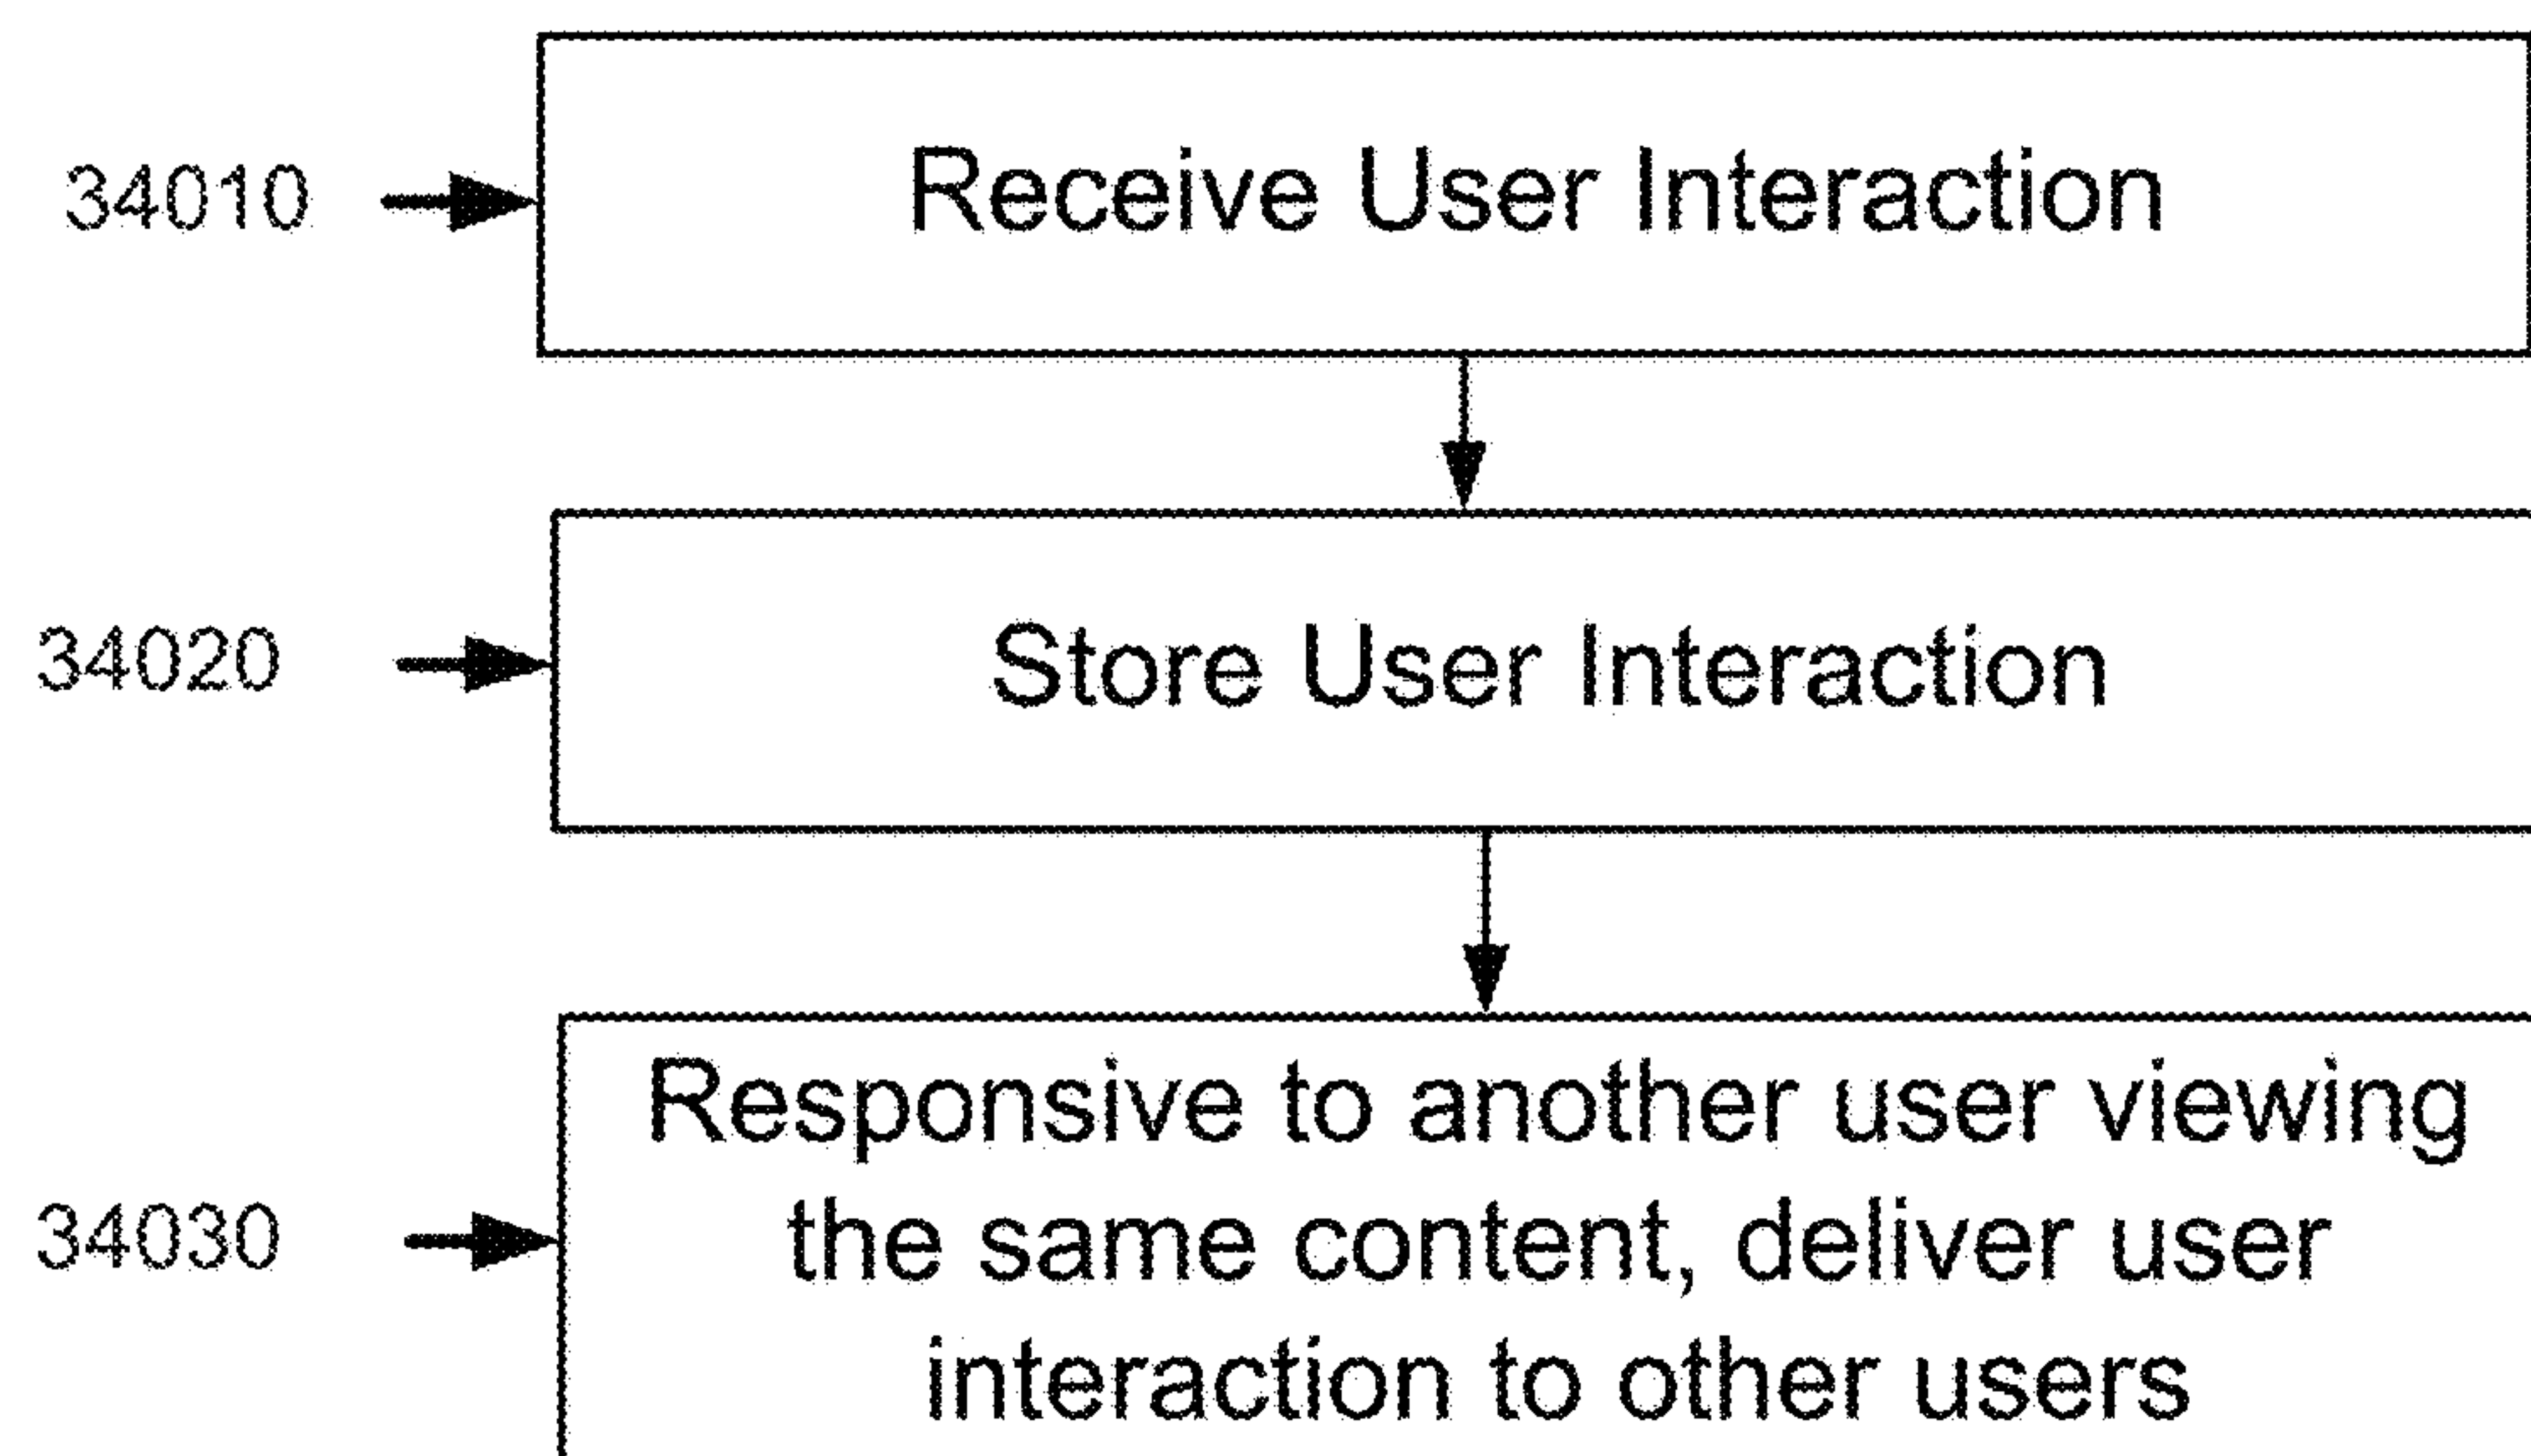 34010
Receive User Interaction
34020
Store User Interaction
Responsive to another user viewing
34030
the same content, deliver user
interaction to other users